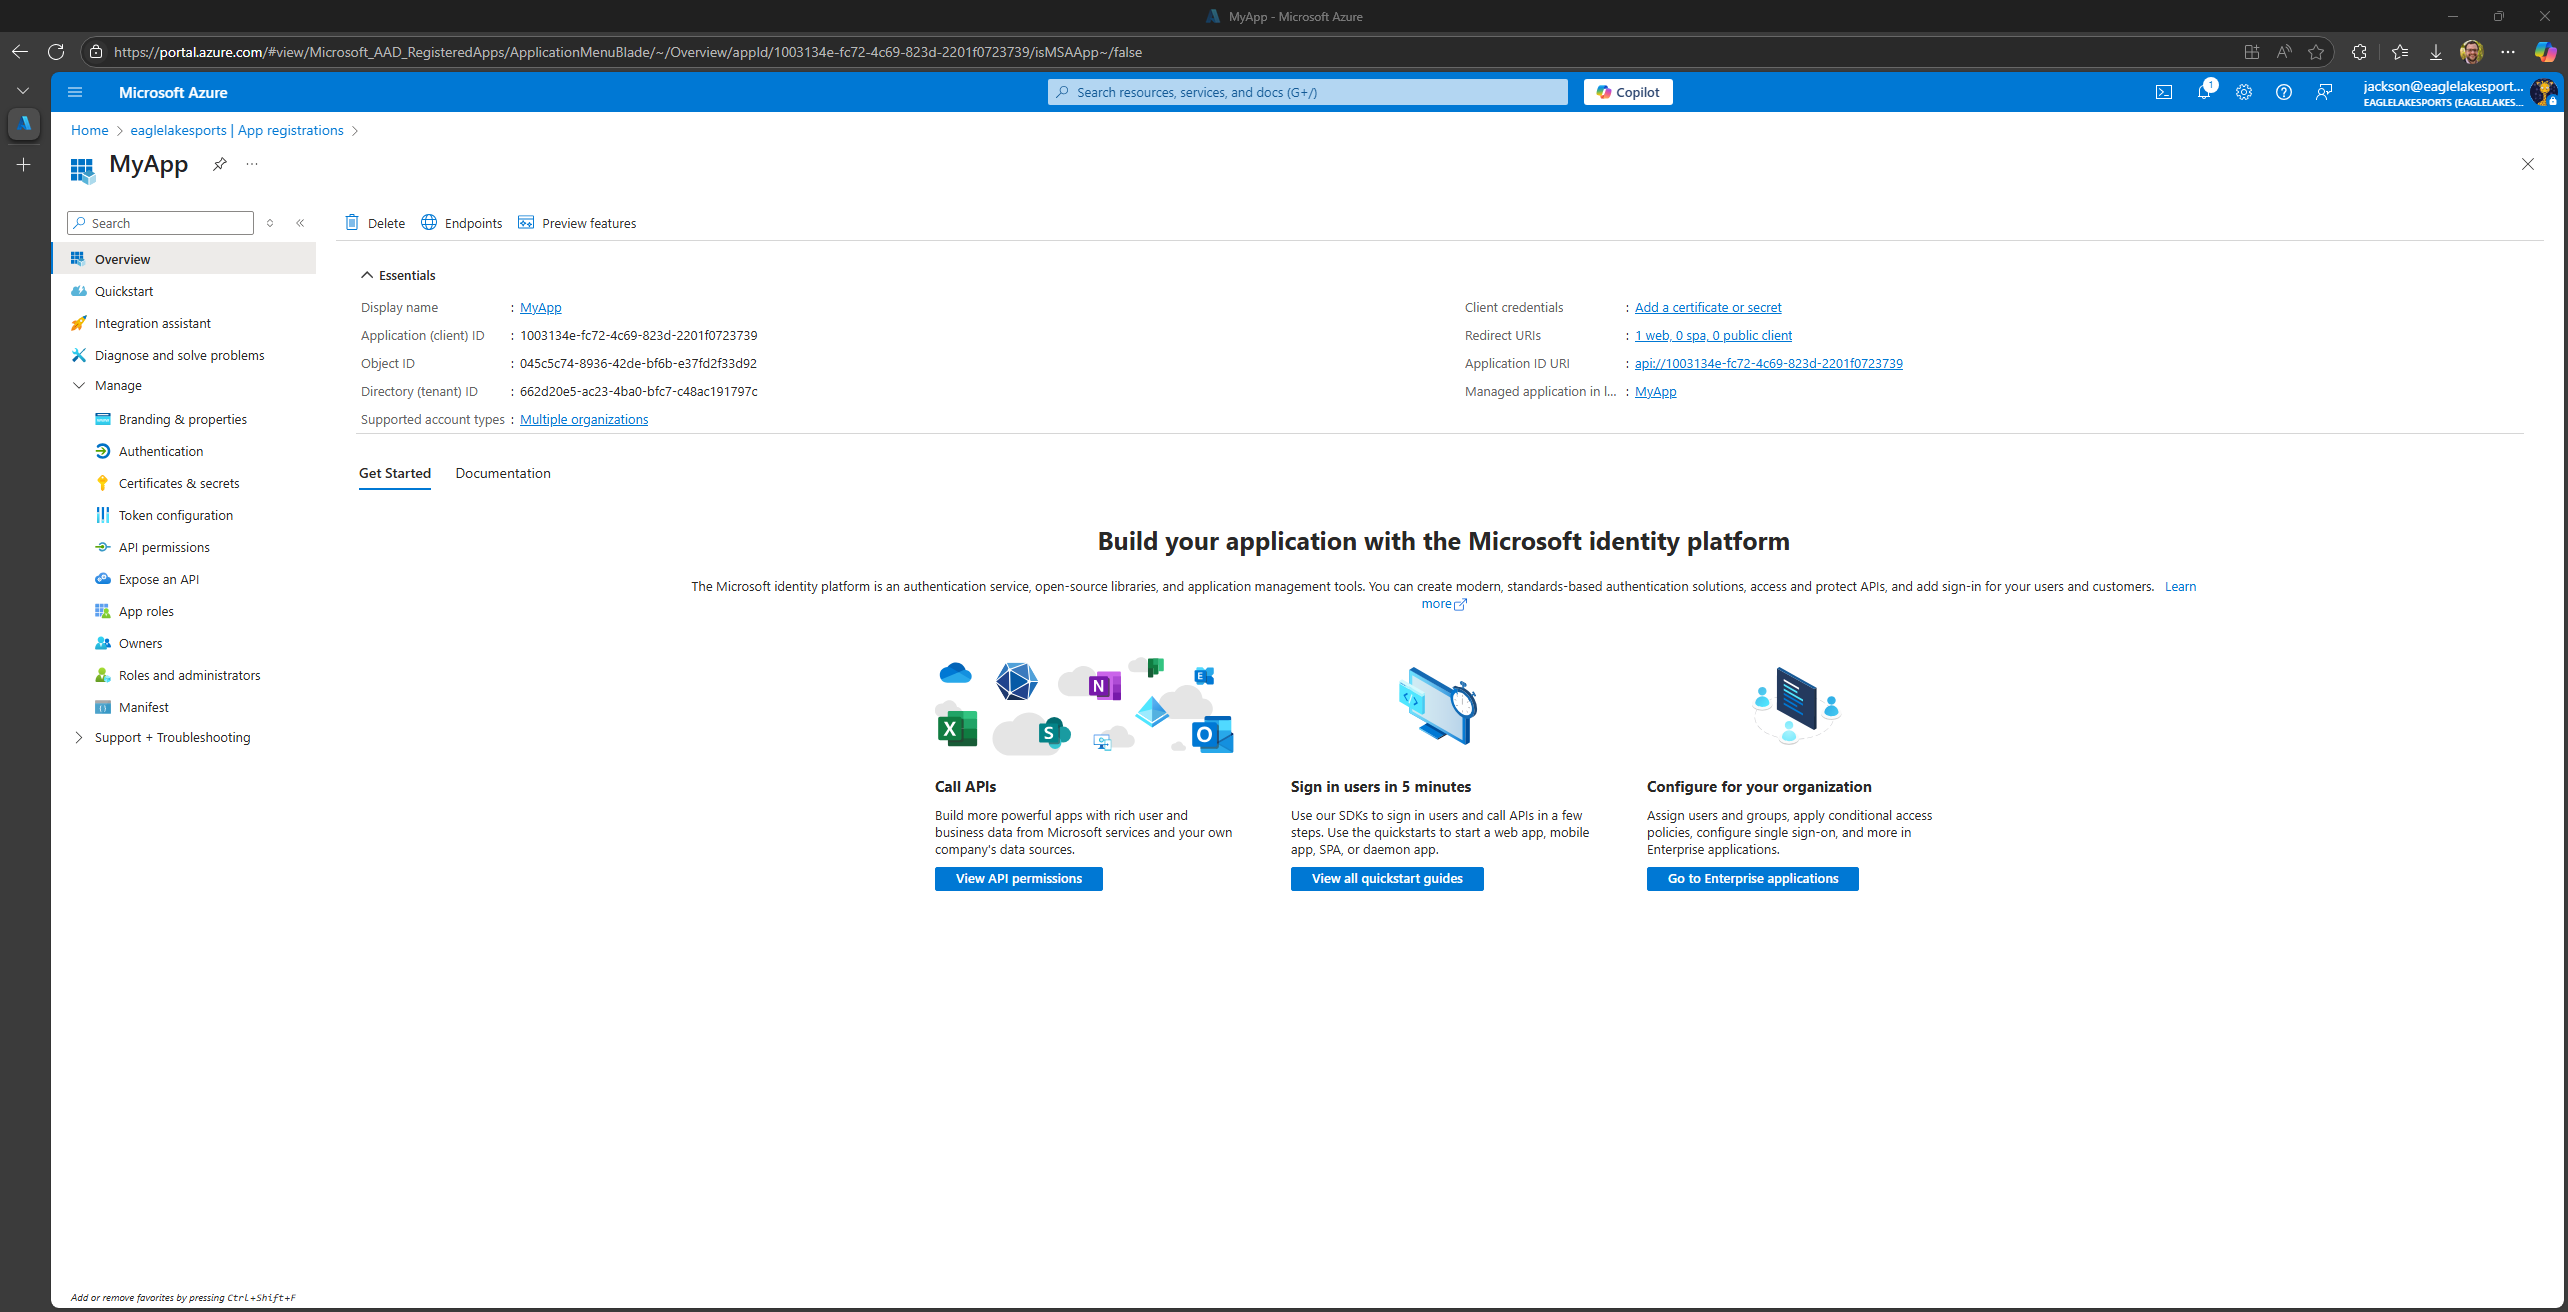 MyApp - Microsoft Azure
https://portal.azure.com/#view/Microsoft_AAD_RegisteredApps/ApplicationMenuBlade/~/Overview/appId/1003134e-fc72-4c69-823d-2201f0723739/isMSAApp~/false
Microsoft Azure
Search resources, services, and docs (G+/)
Copilot
1
jackson@eaglelakesport...
EAGLELAKESPORTS (EAGLELAKES...
Home > eaglelakesports | App registrations >
MyApp
Search
Overview
Quickstart
Integration assistant
Diagnose and solve problems
Manage
Branding & properties
Authentication
Certificates & secrets
Token configuration
API permissions
Expose an API
App roles
Owners
Roles and administrators
Manifest
Support + Troubleshooting
Delete
Endpoints
Preview features
Essentials
Display name : MyApp
Application (client) ID : 1003134e-fc72-4c69-823d-2201f0723739
Object ID : 045c5c74-8936-42de-bf6b-e37fd2f33d92
Directory (tenant) ID : 662d20e5-ac23-4ba0-bfc7-c48ac191797c
Supported account types : Multiple organizations
Client credentials : Add a certificate or secret
Redirect URIs : 1 web, 0 spa, 0 public client
Application ID URI : api://1003134e-fc72-4c69-823d-2201f0723739
Managed application in l... : MyApp
Get Started
Documentation
Build your application with the Microsoft identity platform
The Microsoft identity platform is an authentication service, open-source libraries, and application management tools. You can create modern, standards-based authentication solutions, access and protect APIs, and add sign-in for your users and customers. Learn
more
N
E
X
S
O
Call APIs
Build more powerful apps with rich user and
business data from Microsoft services and your own
company's data sources.
View API permissions
Sign in users in 5 minutes
Use our SDKs to sign in users and call APIs in a few
steps. Use the quickstarts to start a web app, mobile
app, SPA, or daemon app.
View all quickstart guides
Configure for your organization
Assign users and groups, apply conditional access
policies, configure single sign-on, and more in
Enterprise applications.
Go to Enterprise applications
Add or remove favorites by pressing Ctrl+Shift+F